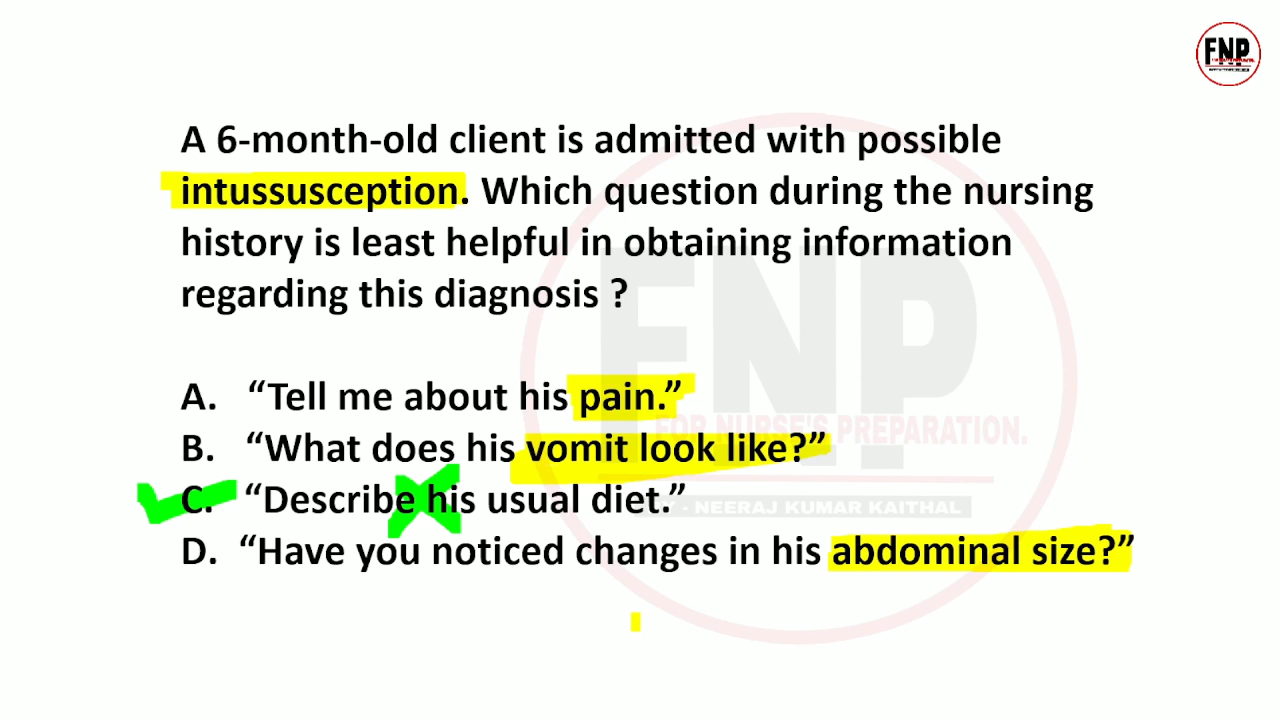 FNP
A 6-month-old client is admitted with possible
intussusception. Which question during the nursing
history is least helpful in obtaining information
regarding this diagnosis ?
A. “Tell me about his pain.”
FOR NURSE'S PREPARATION.
B. “What does his vomit look like?”
C. “Describe his usual diet.”
- NEERAJ KUMAR KAITHAL
D. “Have you noticed changes in his abdominal size?”
FNP